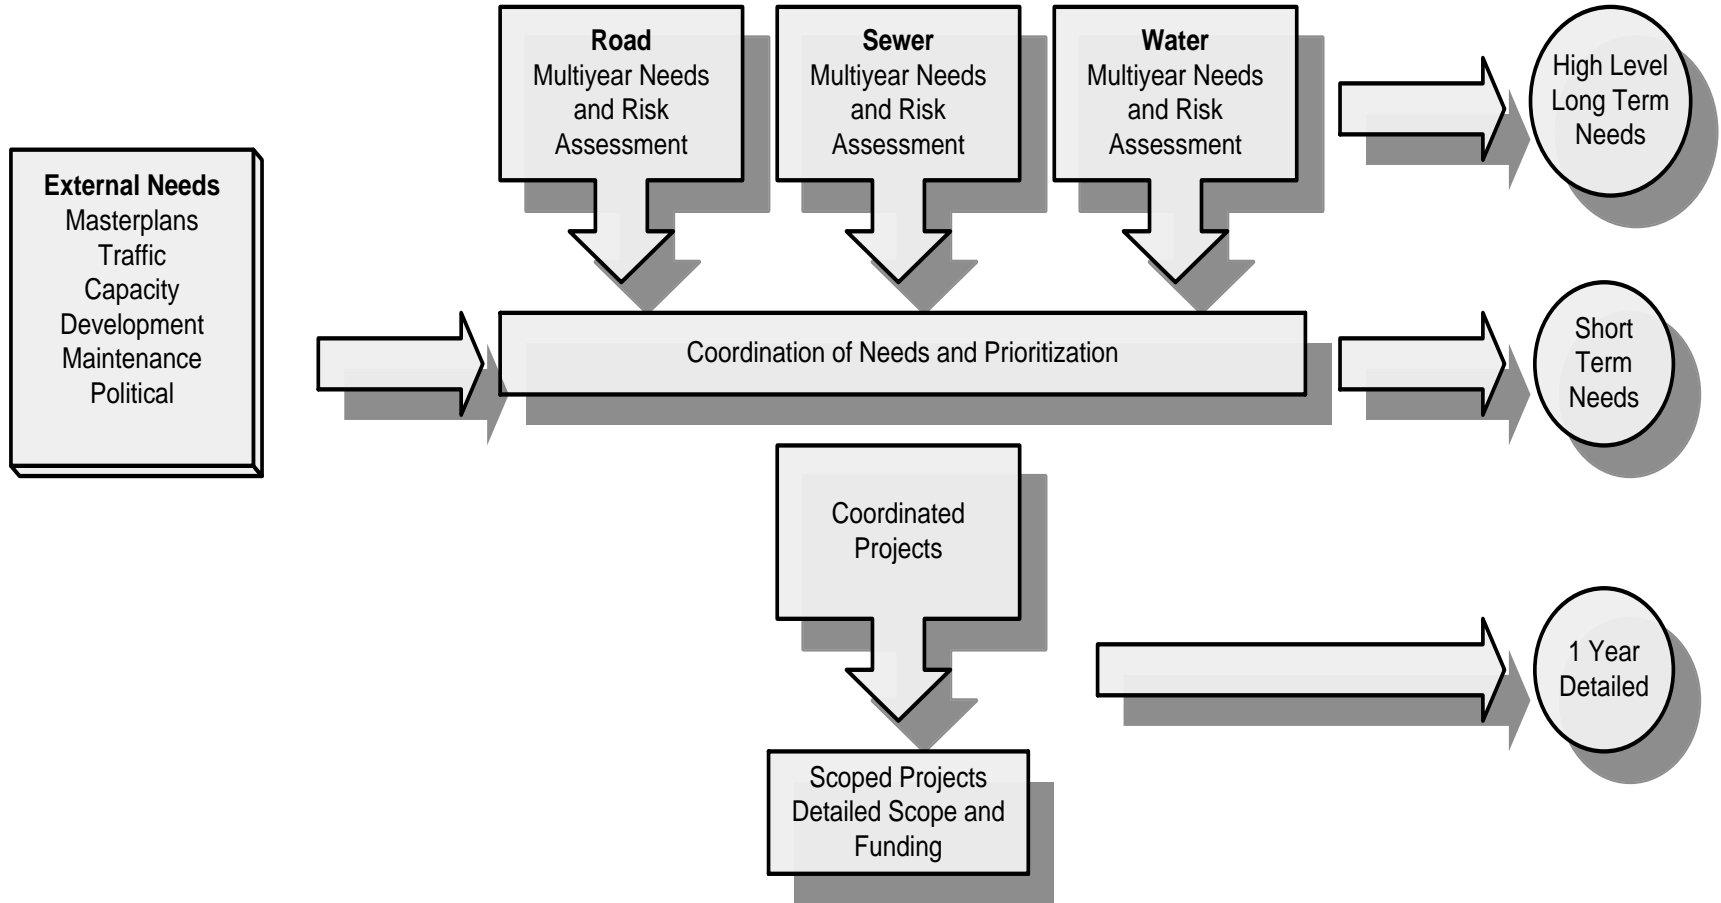 Road
Multiyear Needs
and Risk
Assessment
Sewer
Multiyear Needs
and Risk
Assessment
Water
Multiyear Needs
and Risk
Assessment
High Level
Long Term
Needs
External Needs
Masterplans
Traffic
Capacity
Development
Maintenance
Political
Coordination of Needs and Prioritization
Short
Term
Needs
Coordinated
Projects
1 Year
Detailed
Scoped Projects
Detailed Scope and
Funding